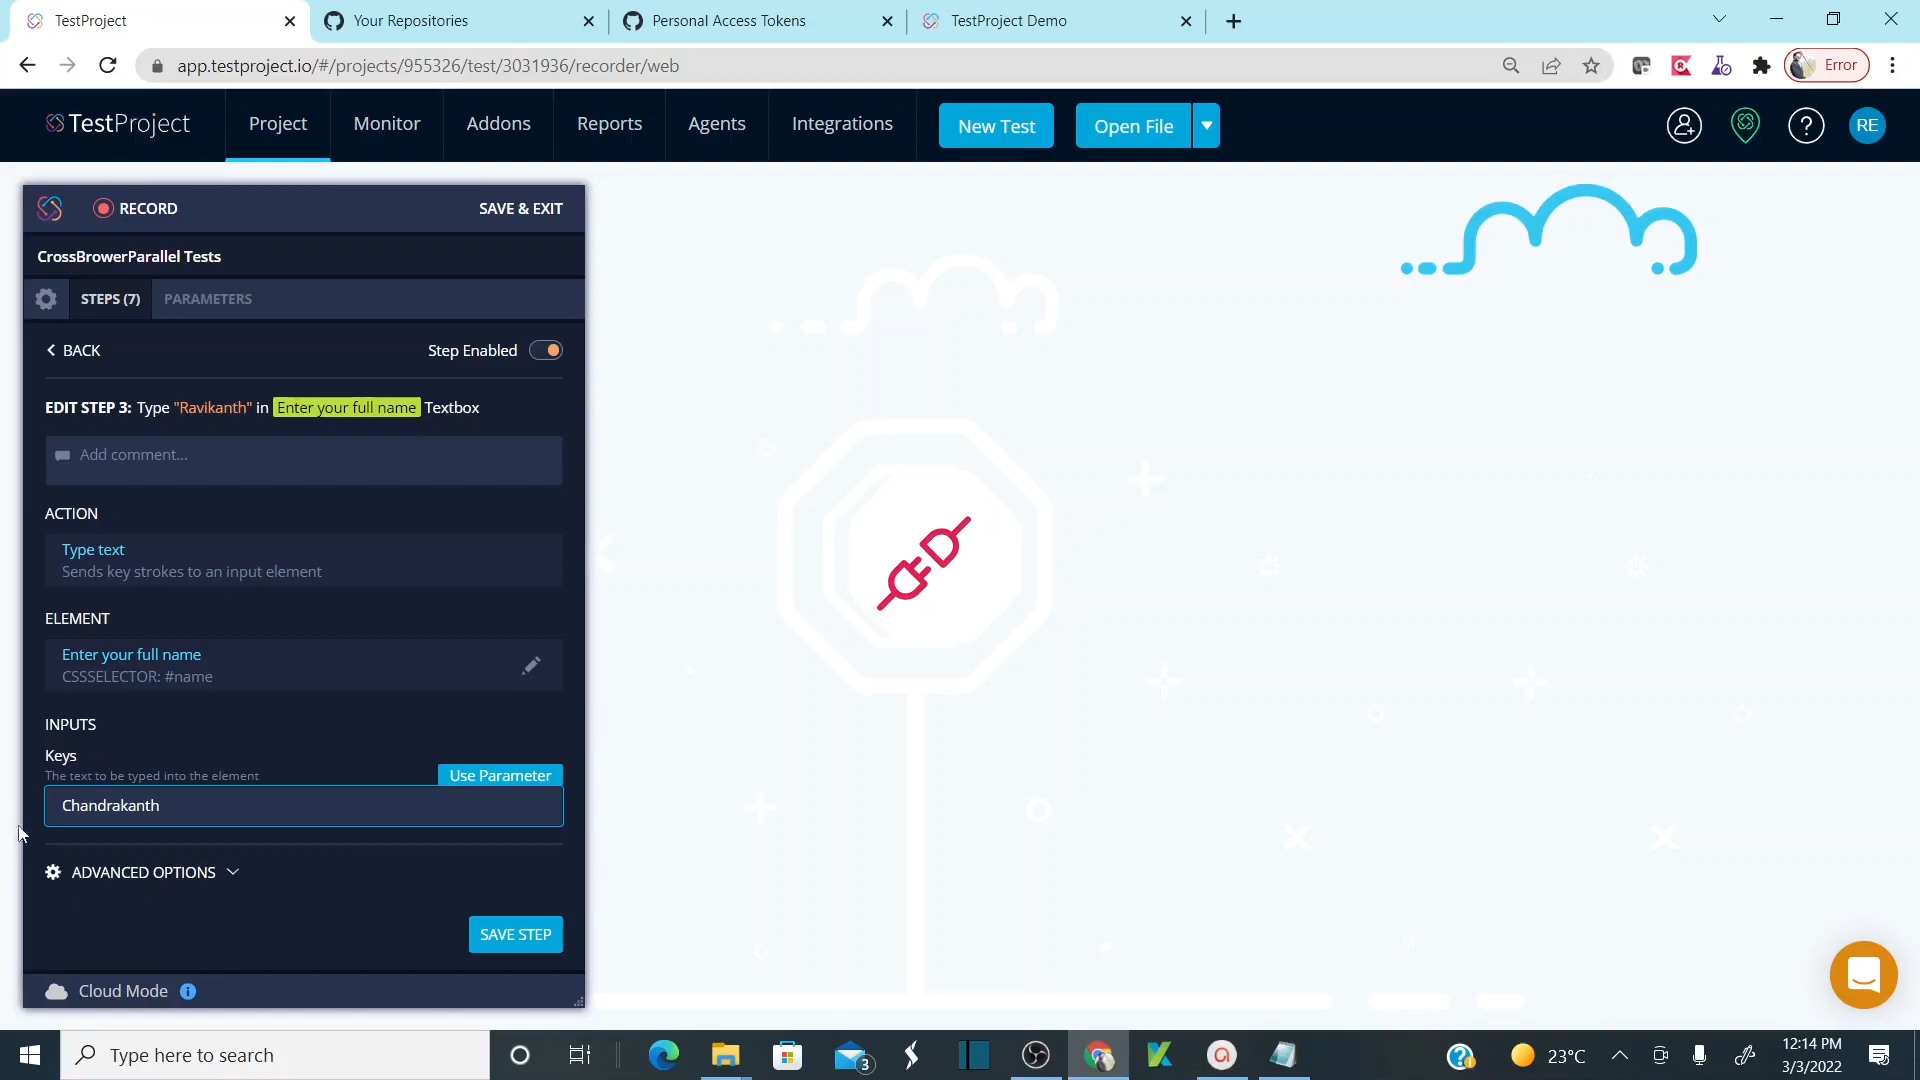 TestProject
Your Repositories
Personal Access Tokens
TestProject Demo
app.testproject.io/#/projects/955326/test/3031936/recorder/web
Error
TestProject
Project
Monitor
Addons
Reports
Agents
Integrations
New Test
Open File
RE
RECORD
SAVE & EXIT
CrossBrowerParallel Tests
STEPS (7)
PARAMETERS
BACK
Step Enabled
EDIT STEP 3: Type "Ravikanth" in Enter your full name Textbox
Add comment...
ACTION
Type text
Sends key strokes to an input element
ELEMENT
Enter your full name
CSSSELECTOR: #name
INPUTS
Keys
The text to be typed into the element
Use Parameter
Chandrakanth
ADVANCED OPTIONS
SAVE STEP
Cloud Mode
Type here to search
3
23°C
12:14 PM
3/3/2022